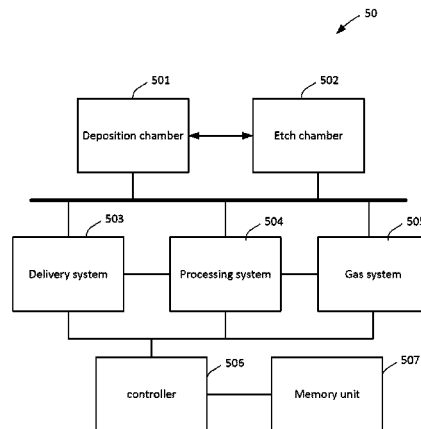 50
501
502
Deposition chamber
Etch chamber
503
504
505
Delivery system
Processing system
Gas system
506
507
controller
Memory unit